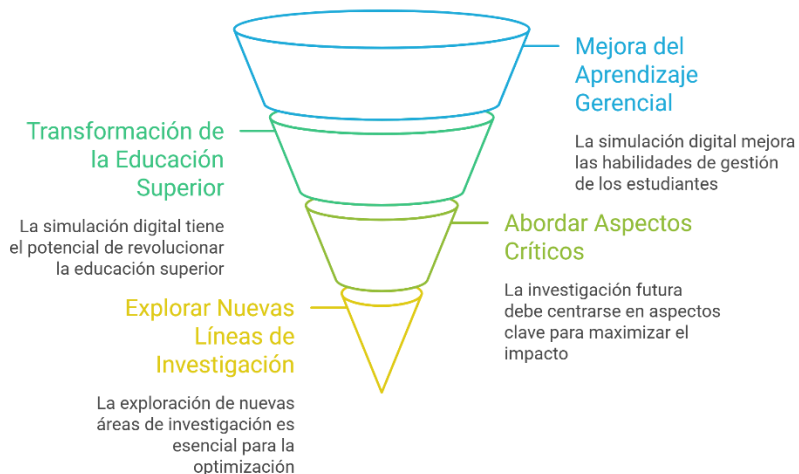 Mejora del
Aprendizaje
Gerencial
La simulación digital mejora
las habilidades de gestión
de los estudiantes
Transformación de
la Educación
Superior
La simulación digital tiene
el potencial de revolucionar
la educación superior
Abordar Aspectos
Críticos
La investigación futura
debe centrarse en aspectos
clave para maximizar el
impacto
Explorar Nuevas
Líneas de
Investigación
La exploración de nuevas
áreas de investigación es
esencial para la
optimización